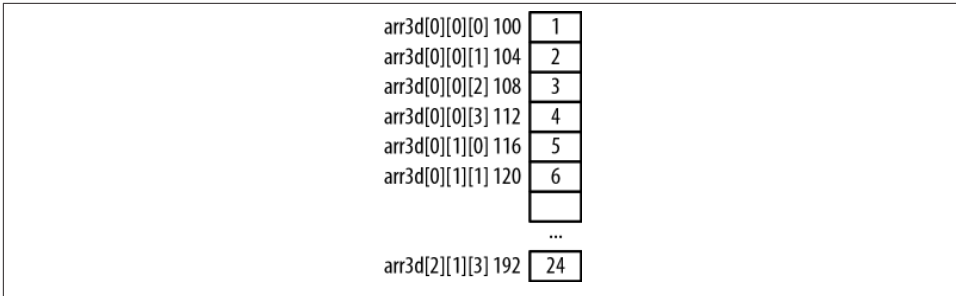 arr3d[0][0][0] 100 1
arr3d[0][0][1] 104 2
arr3d[0][0][2] 108 3
arr3d[0][0][3] 112 4
arr3d[0][1][0] 116 5
arr3d[0][1][1] 120 6
...
arr3d[2][1][3] 192 24